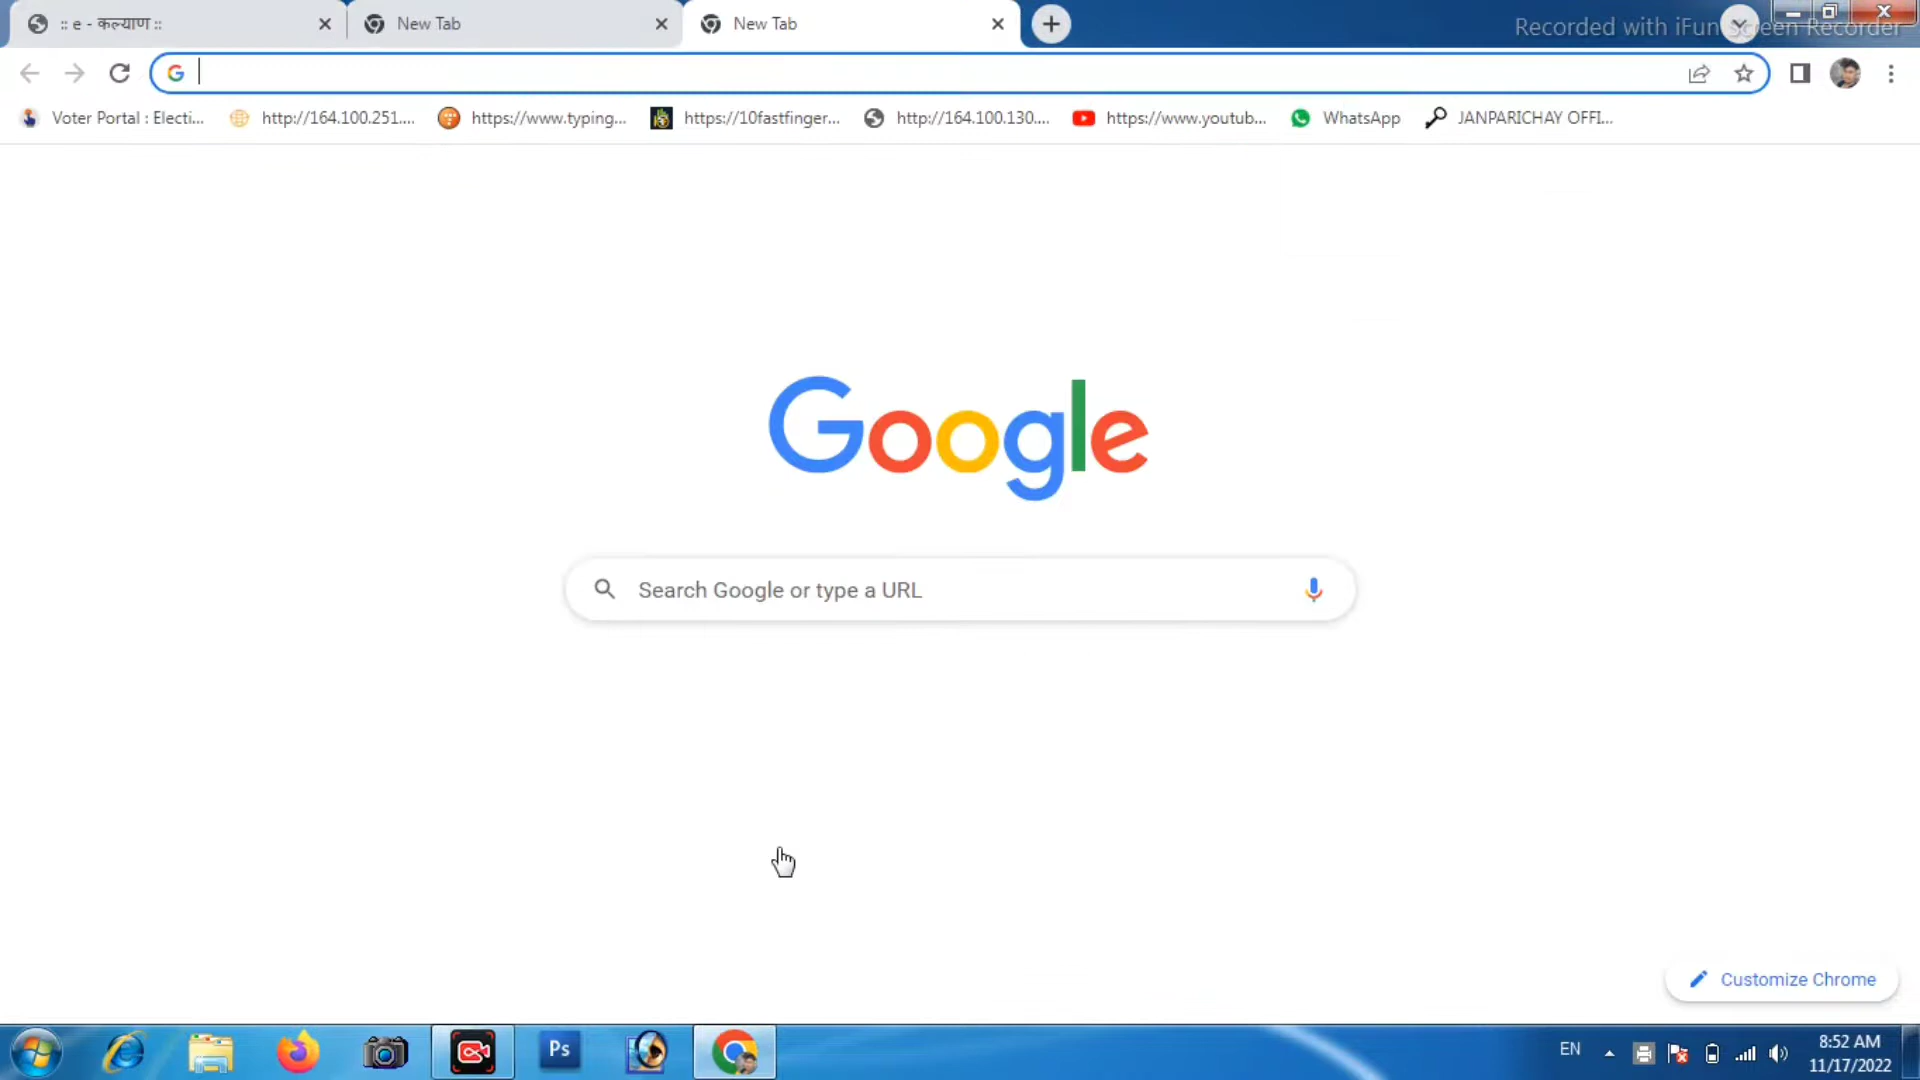 :: e - कल्याण ::
New Tab
New Tab
Recorded with iFun Screen Recorder
Voter Portal : Electi...
http://164.100.251....
https://www.typing...
https://10fastfinger...
http://164.100.130....
https://www.youtub...
WhatsApp
JANPARICHAY OFFI...
Google
Search Google or type a URL
Customize Chrome
Ps
EN
8:52 AM
11/17/2022